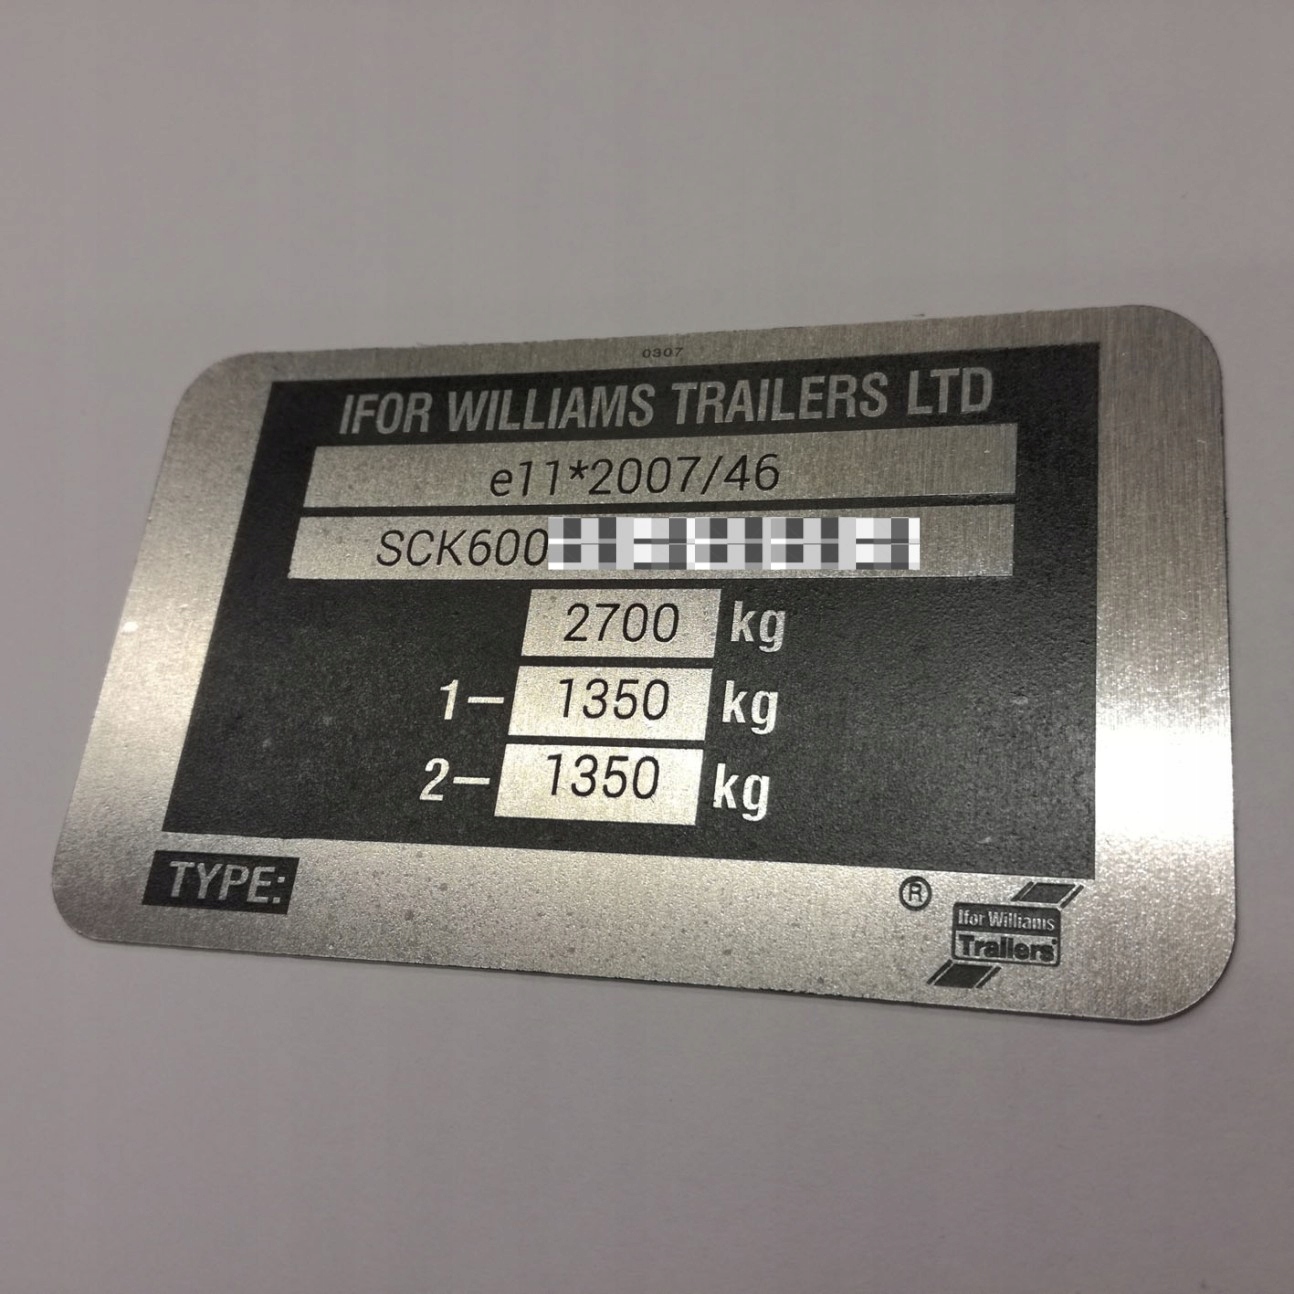 0307
IFOR WILLIAMS TRAILERS LTD
e11*2007/46
SCK600
2700 kg
1– 1350 kg
2– 1350 kg
TYPE:
®
Ifor Williams
Trailers